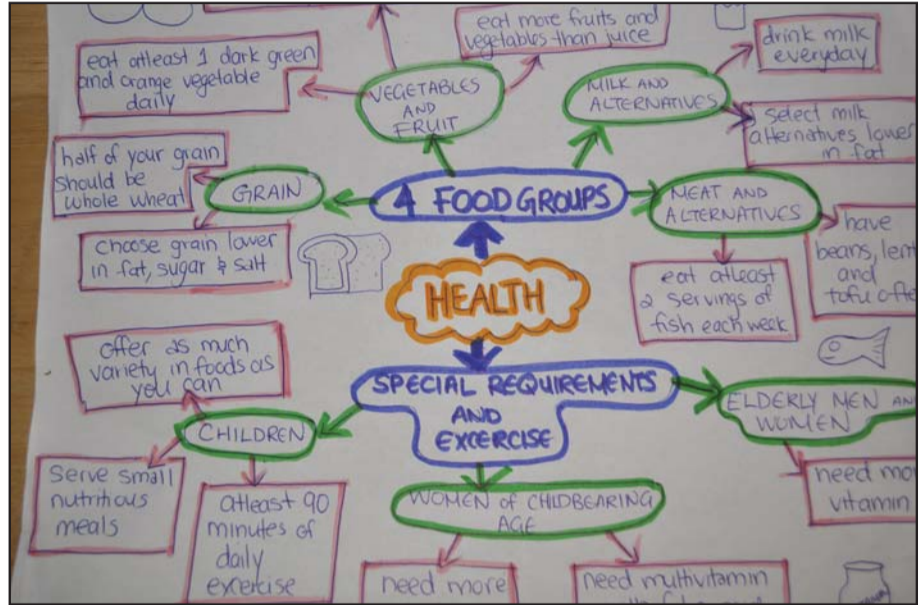 eat more fruits and
vegetables than juice
eat atleast 1 dark green
and orange vegetable
daily
VEGETABLES
AND
FRUIT
MILK AND
ALTERNATIVES
drink milk
everyday
select milk
alternatives lower
in fat
half of your grain
should be
whole wheat
GRAIN
4 FOOD GROUPS
MEAT AND
ALTERNATIVES
choose grain lower
in fat, sugar & salt
have
beans,
and
tofu
eat atleast
2 servings of
fish each week
HEALTH
offer as much
variety in foods as
you can
SPECIAL REQUIREMENTS
AND
EXCERCISE
CHILDREN
ELDERLY MEN
WOMEN
Serve small
nutritious
meals
atleast 90
minutes of
daily
exercise
WOMEN of CHILDBEARING
AGE
need
vitamin
need more
need multivitamin